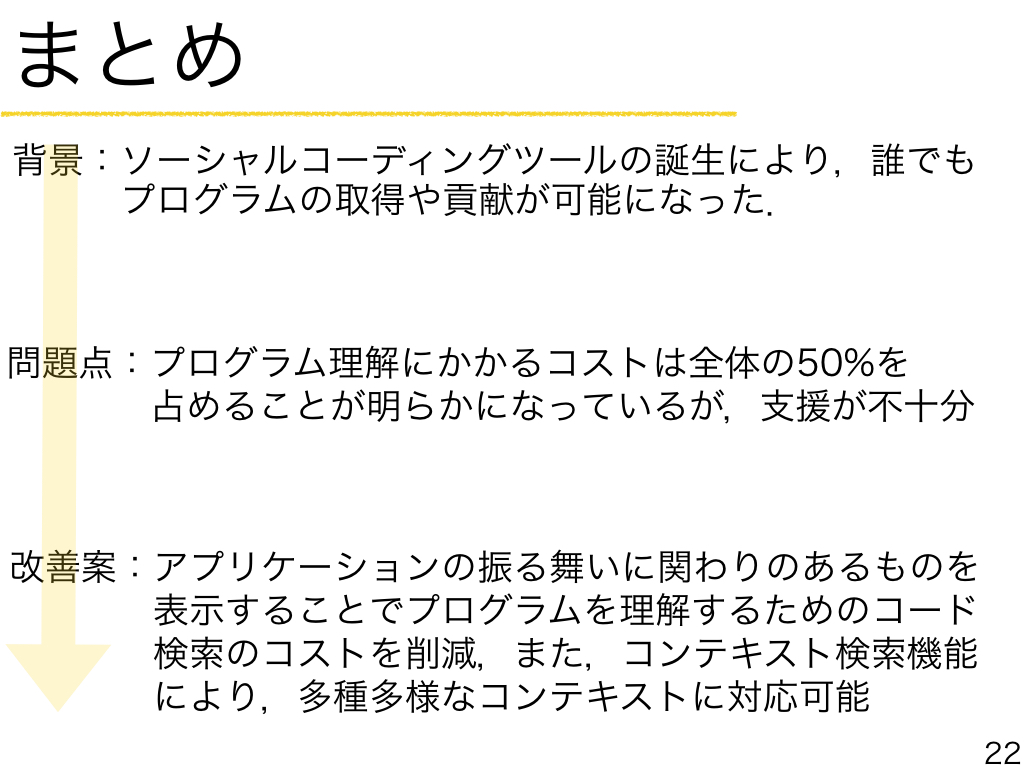 まとめ
背景：ソーシャルコーディングツールの誕生により，誰でも
プログラムの取得や貢献が可能になった．
問題点：プログラム理解にかかるコストは全体の50%を
占めることが明らかになっているが，支援が不十分
改善案：アプリケーションの振る舞いに関わりのあるものを
表示することでプログラムを理解するためのコード
検索のコストを削減，また，コンテキスト検索機能
により，多種多様なコンテキストに対応可能
22